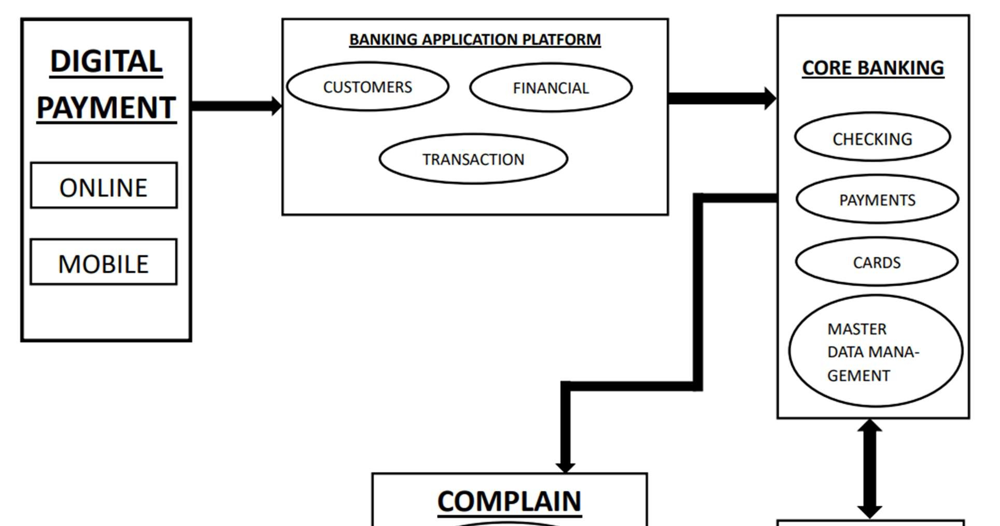 DIGITAL
PAYMENT
ONLINE
MOBILE
BANKING APPLICATION PLATFORM
CUSTOMERS
FINANCIAL
TRANSACTION
CORE BANKING
CHECKING
PAYMENTS
CARDS
MASTER
DATA MANA-
GEMENT
COMPLAIN